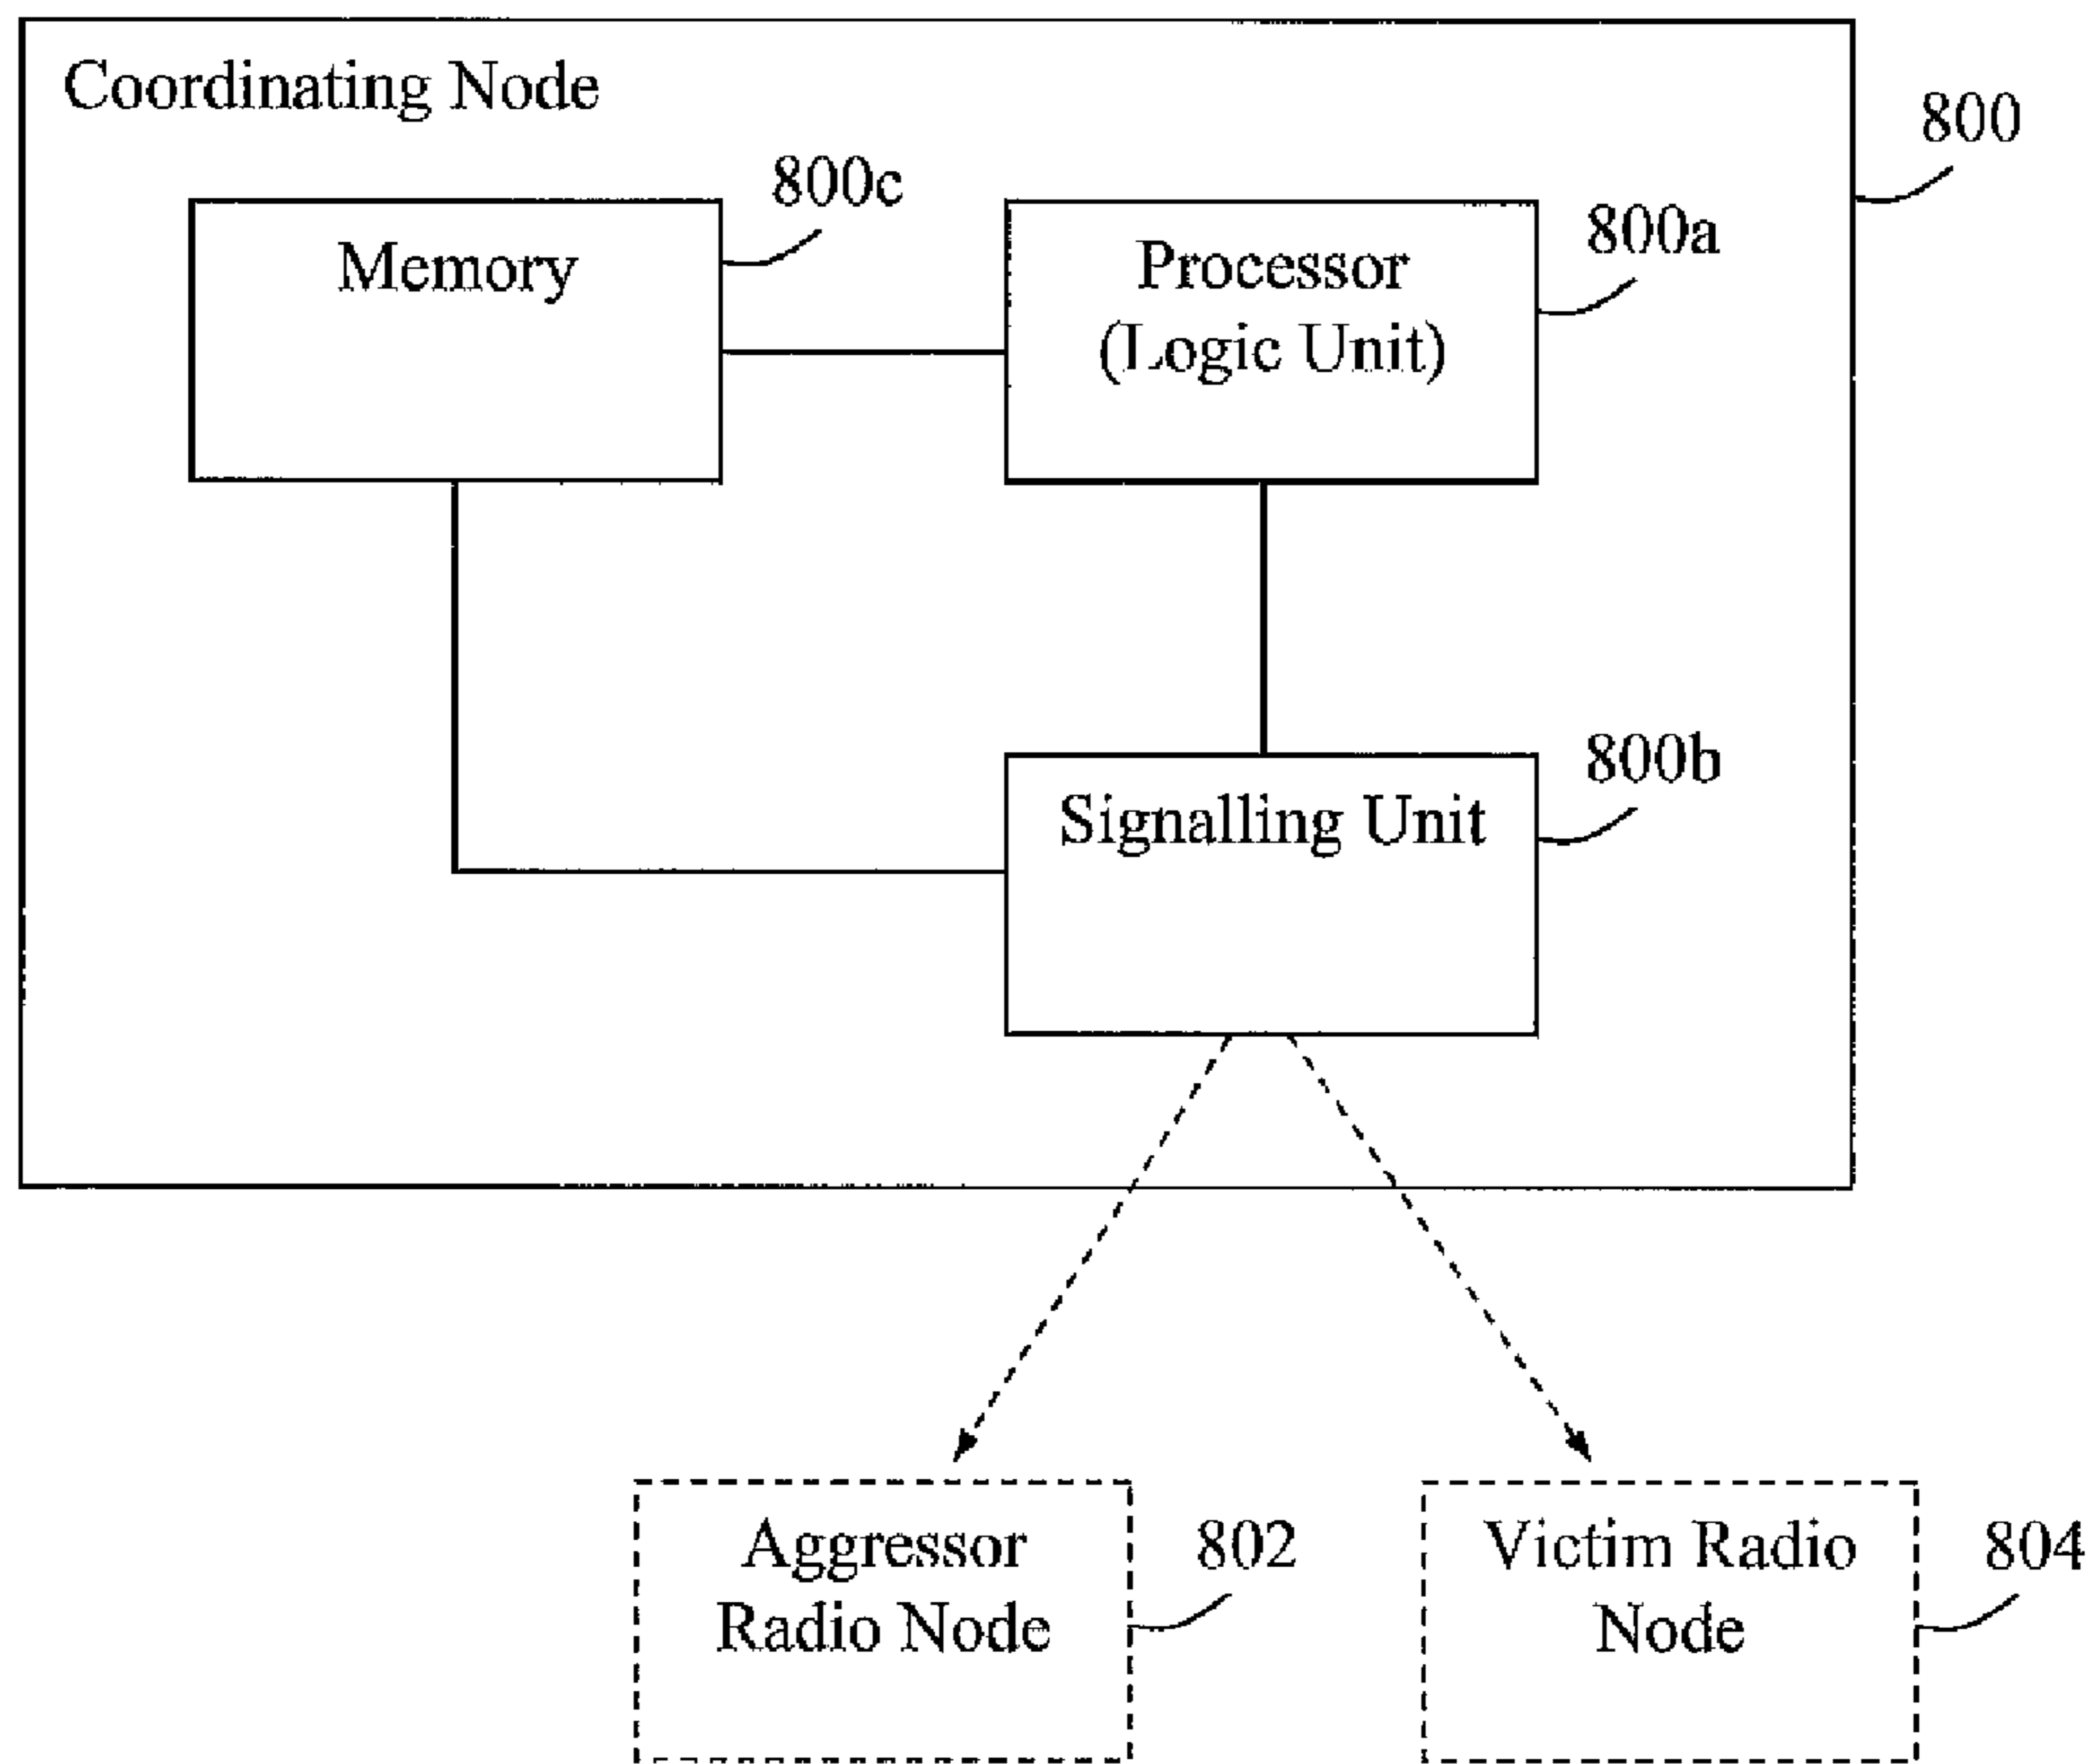 Coordinating Node
800
800c
Memory
800a
Processor
(Logic Unit)
800b
Signalling Unit
Aggressor
Radio Node
802
Victim Radio
Node
804